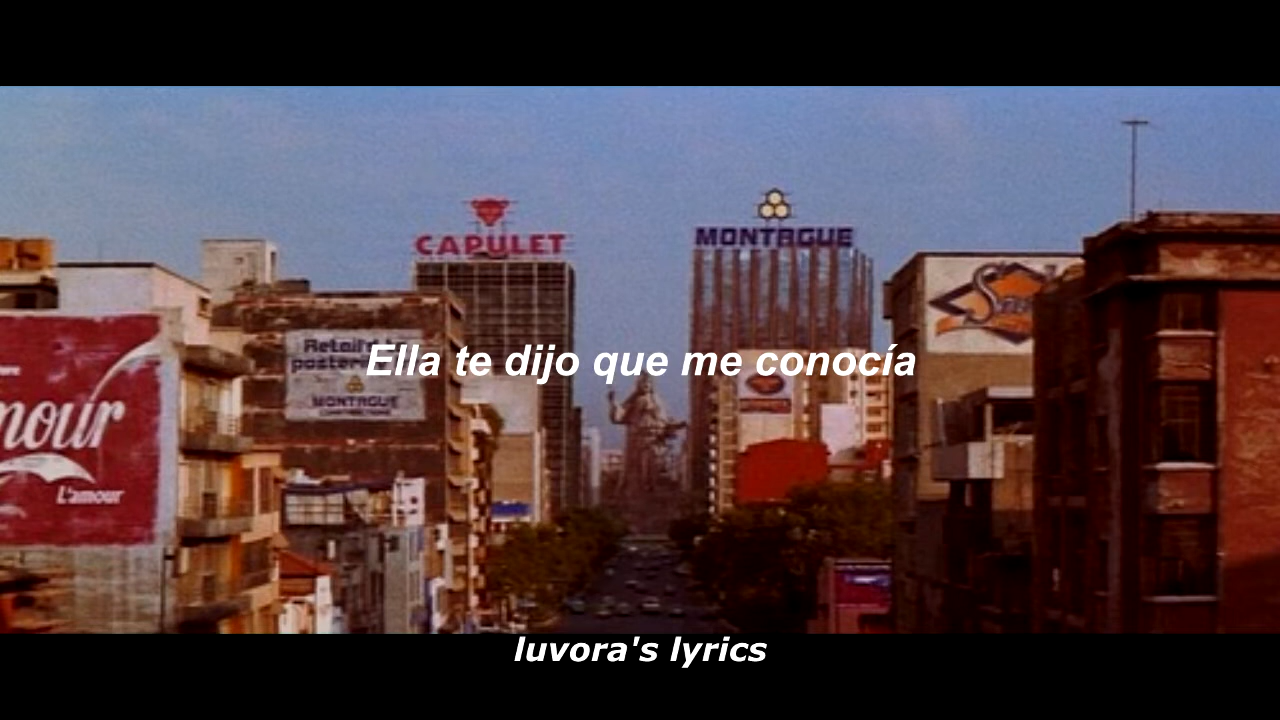 CAPULET
MONTAGUE
Retail'd
poster
MONTAGUE
mour
L'amour
Ella te dijo que me conocía
luvora's lyrics